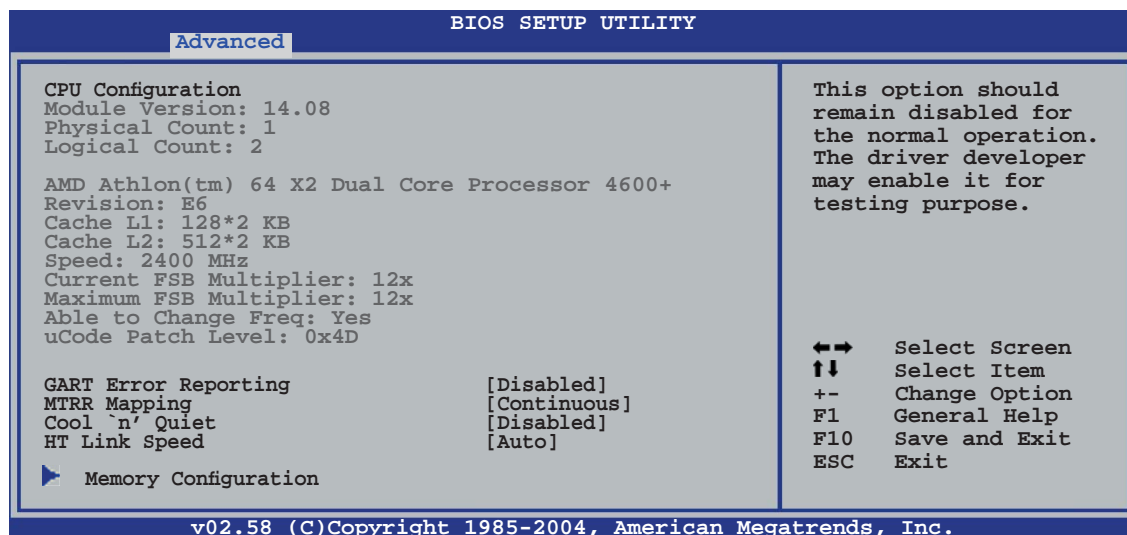 BIOS SETUP UTILITY
Advanced
CPU Configuration
Module Version: 14.08
Physical Count: 1
Logical Count: 2
AMD Athlon(tm) 64 X2 Dual Core Processor 4600+
Revision: E6
Cache L1: 128*2 KB
Cache L2: 512*2 KB
Speed: 2400 MHz
Current FSB Multiplier: 12x
Maximum FSB Multiplier: 12x
Able to Change Freq: Yes
uCode Patch Level: 0x4D
GART Error Reporting [Disabled]
MTRR Mapping [Continuous]
Cool `n’ Quiet [Disabled]
HT Link Speed [Auto]
Memory Configuration
This option should
remain disabled for
the normal operation.
The driver developer
may enable it for
testing purpose.
←→ Select Screen
↑↓ Select Item
+- Change Option
F1 General Help
F10 Save and Exit
ESC Exit
v02.58 (C)Copyright 1985-2004, American Megatrends, Inc.